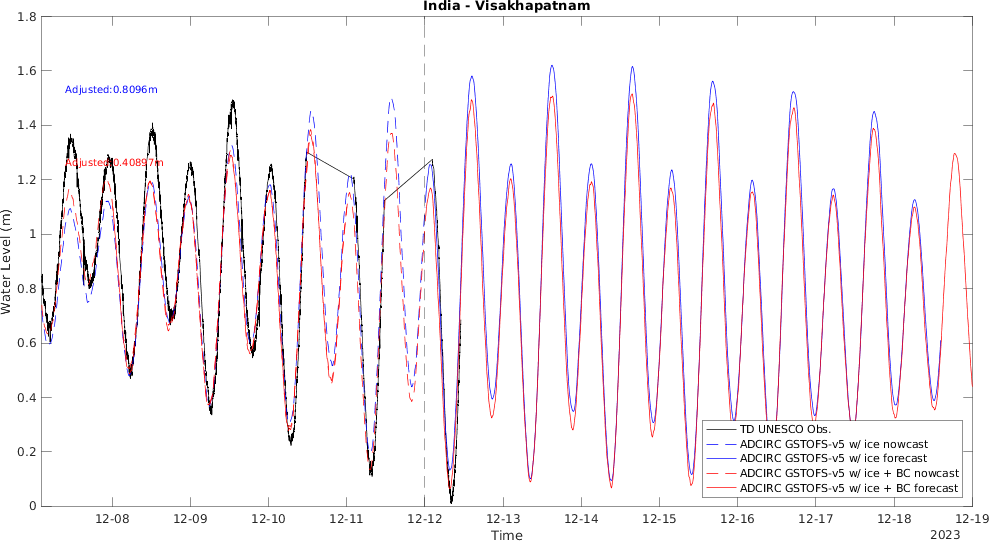 India - Visakhapatnam
1.8
1.6
1.4
1.2
1
0.8
0.6
0.4
0.2
0
Water Level (m)
Adjusted:0.8096m
Adjusted:0.40897m
TD UNESCO Obs.
ADCIRC GSTOFS-v5 w/ ice nowcast
ADCIRC GSTOFS-v5 w/ ice forecast
ADCIRC GSTOFS-v5 w/ ice + BC nowcast
ADCIRC GSTOFS-v5 w/ ice + BC forecast
12-08 12-09 12-10 12-11 12-12 12-13 12-14 12-15 12-16 12-17 12-18 12-19
Time
2023